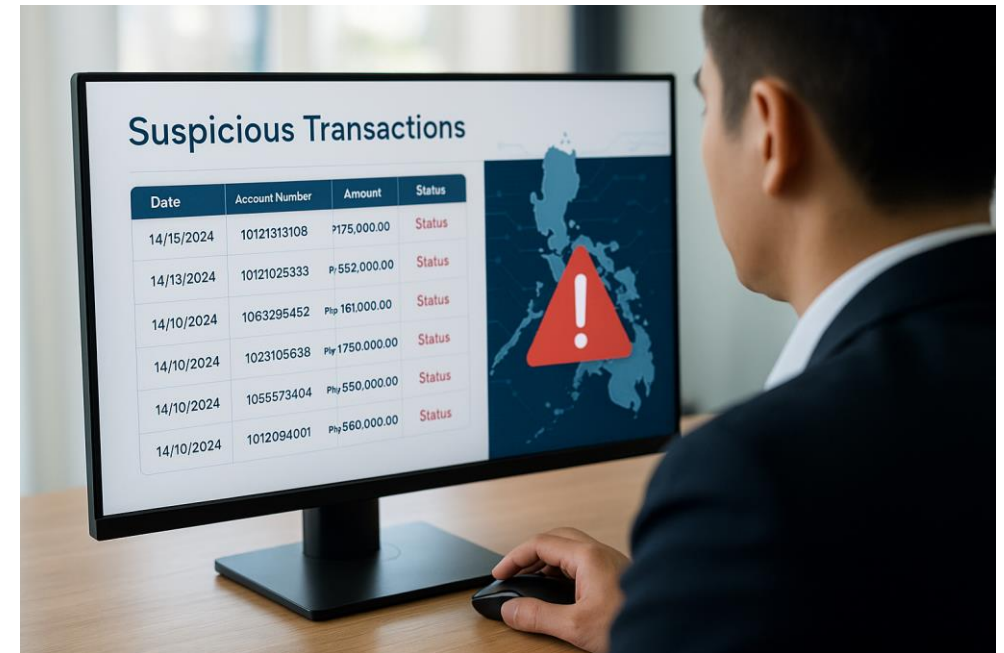 Suspicious Transactions
Date Account Number Amount Status
14/15/2024 10121313108 ₱175,000.00 Status
14/13/2024 10121025333 P/552,000.00 Status
14/10/2024 1063295452 Php 161,000.00 Status
14/10/2024 1023105638 Php 1750.000.00 Status
14/10/2024 1055573404 Php 550,000.00 Status
14/10/2024 1012094001 Php 560,000.00 Status
!